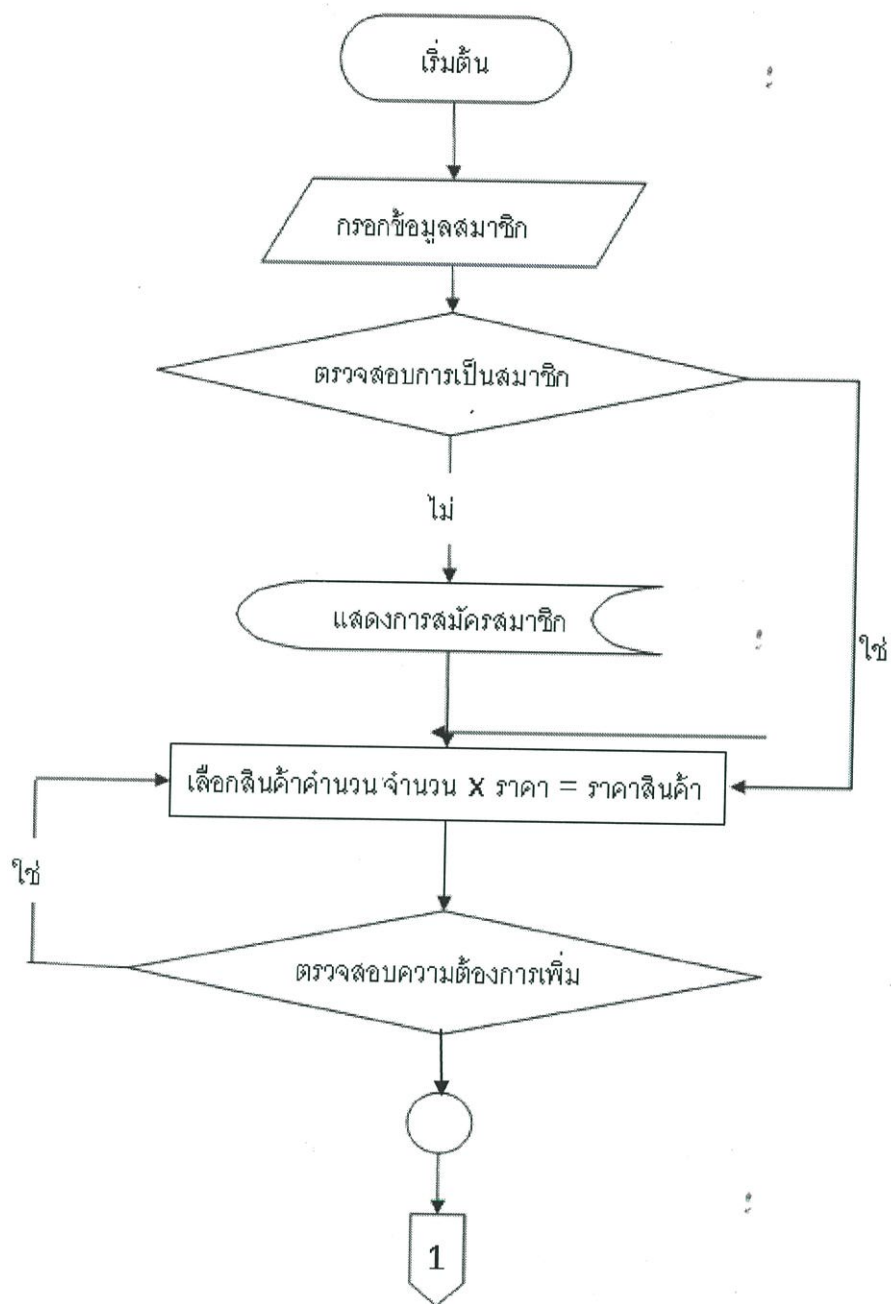 เริ่มต้น
กรอกข้อมูลสมาชิก
ตรวจสอบการเป็นสมาชิก
ไม่
แสดงการสมัครสมาชิก
ใช่
เลือกสินค้าคำนวน จำนวน X ราคา = ราคาสินค้า
ใช่
ตรวจสอบความต้องการเพิ่ม
1